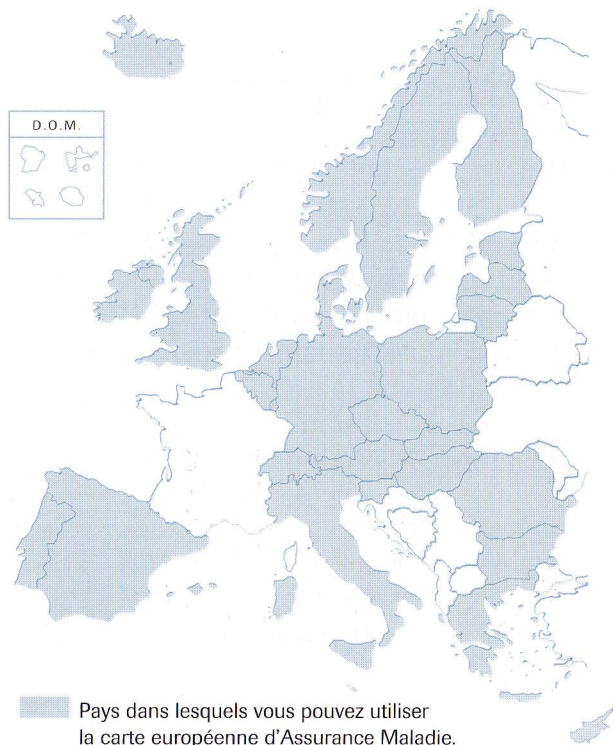 D.O.M.
Pays dans lesquels vous pouvez utiliser
la carte européenne d'Assurance Maladie.